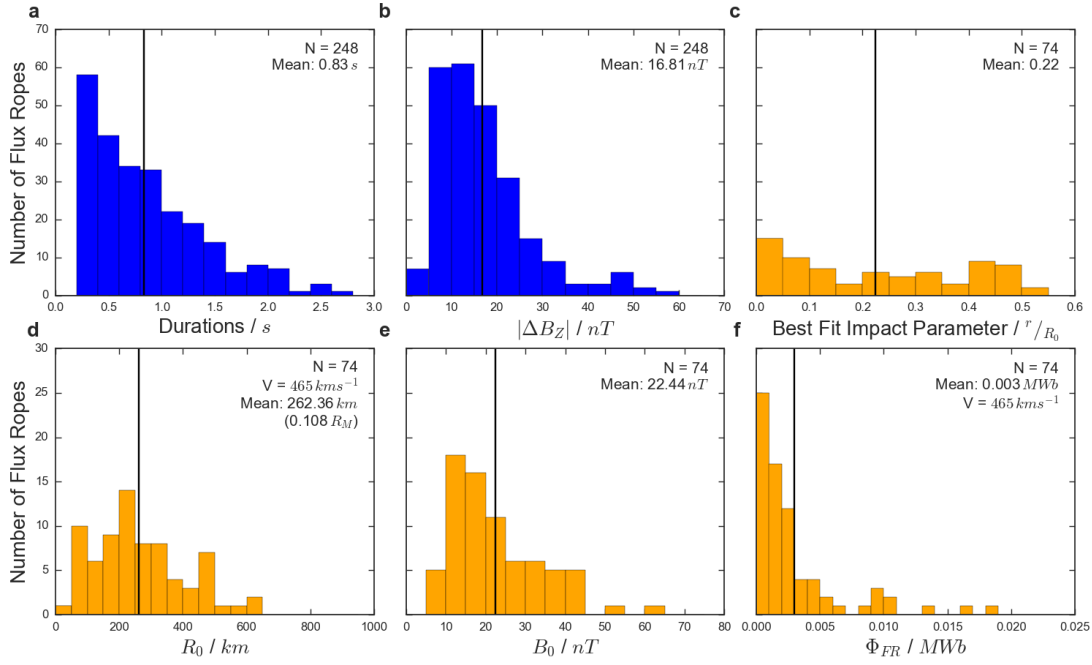 a
b
c
N = 248
Mean: 0.83 s
N = 248
Mean: 16.81 nT
N = 74
Mean: 0.22
Number of Flux Ropes
70
60
50
40
30
20
10
0
0.0 0.5 1.0 1.5 2.0 2.5 3.0
0 10 20 30 40 50 60 70
0.0 0.1 0.2 0.3 0.4 0.5 0.6
Durations / s
|ΔB_Z| / nT
Best Fit Impact Parameter / r/R_0
d
e
f
N = 74
V = 465 kms⁻¹
Mean: 262.36 km
(0.108 R_M)
N = 74
Mean: 22.44 nT
N = 74
Mean: 0.003 MWb
V = 465 kms⁻¹
Number of Flux Ropes
30
25
20
15
10
5
0
0 200 400 600 800 1000
0 10 20 30 40 50 60 70 80
0.000 0.005 0.010 0.015 0.020 0.025
R_0 / km
B_0 / nT
Φ_FR / MWb